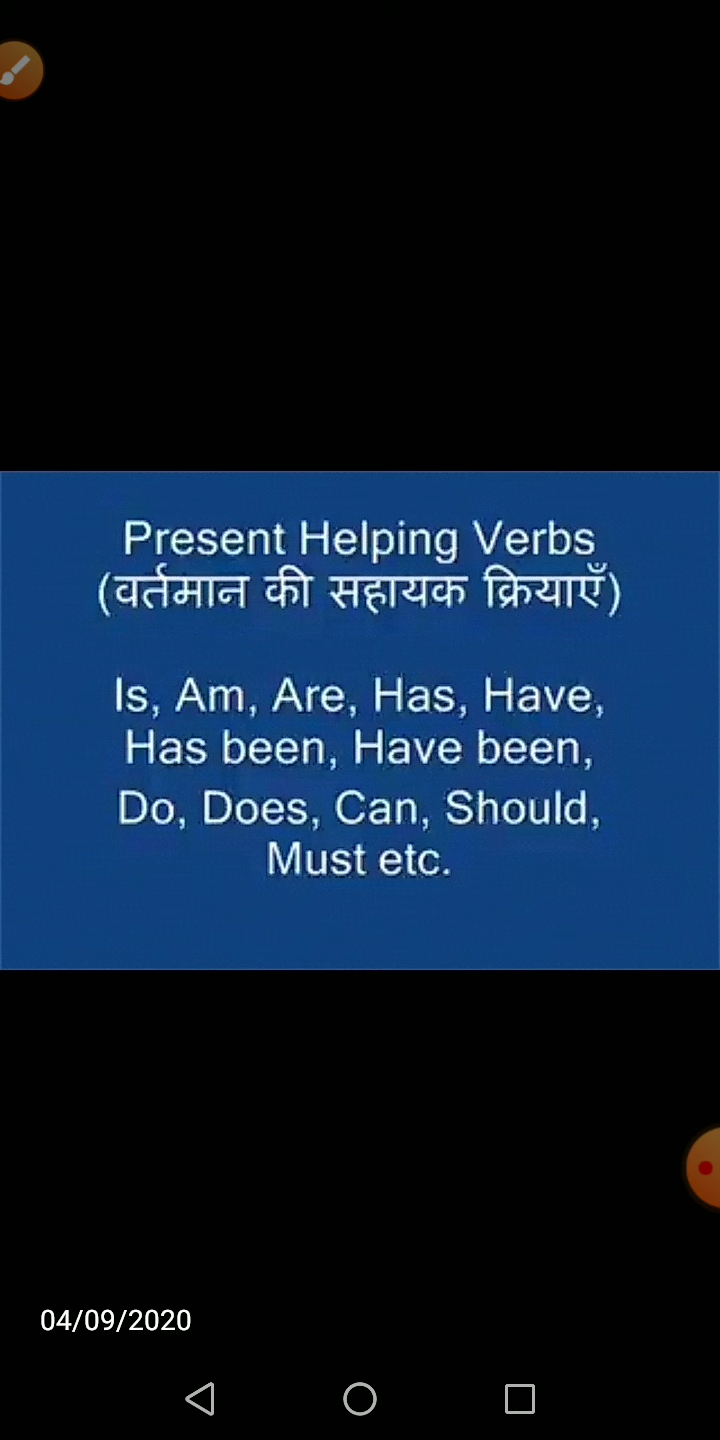 Present Helping Verbs
(वर्तमान की सहायक क्रियाएँ)
Is, Am, Are, Has, Have,
Has been, Have been,
Do, Does, Can, Should,
Must etc.
04/09/2020